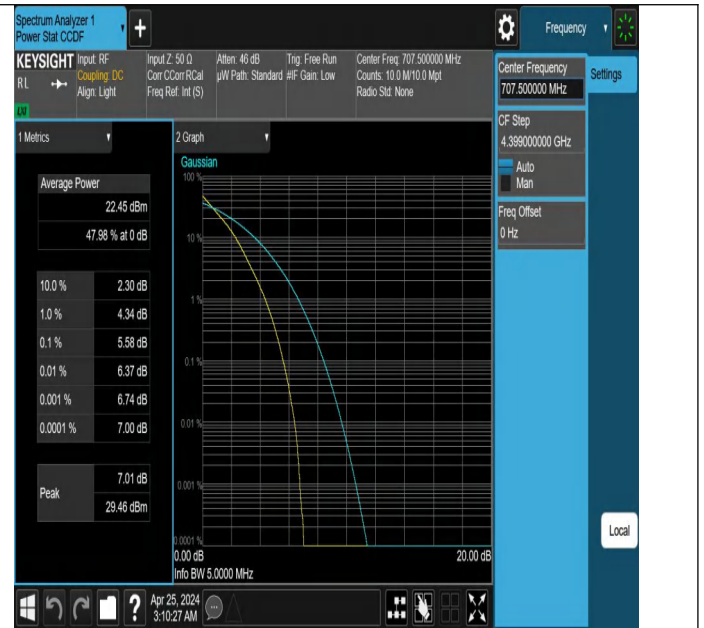 Spectrum Analyzer 1
Power Stat CCDF
Frequency
KEYSIGHT
RL
LXI
Input: RF
Coupling: DC
Align: Light
Input Z: 50 Ω
Corr CCorr RCal
Freq Ref: Int (S)
Atten: 46 dB
µW Path: Standard
Trig: Free Run
#IF Gain: Low
Center Freq: 707.500000 MHz
Counts: 10.0 M/10.0 Mpt
Radio Std: None
Center Frequency
707.500000 MHz
Settings
CF Step
4.399000000 GHz
Auto
Man
Freq Offset
0 Hz
1 Metrics
Average Power
22.45 dBm
47.98 % at 0 dB
10.0 % 2.30 dB
1.0 % 4.34 dB
0.1 % 5.58 dB
0.01 % 6.37 dB
0.001 % 6.74 dB
0.0001 % 7.00 dB
Peak
7.01 dB
29.46 dBm
2 Graph
Gaussian
100 %
10 %
1 %
0.1 %
0.01 %
0.001 %
0.0001 %
0.00 dB
20.00 dB
Info BW 5.0000 MHz
Local
?
Apr 25, 2024
3:10:27 AM